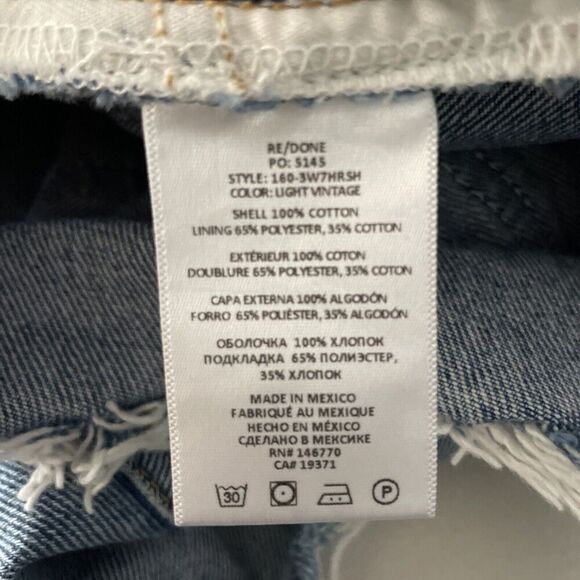 RE/DONE
PO: 5145
STYLE: 160-3W7HRSH
COLOR: LIGHT VINTAGE
SHELL 100% COTTON
LINING 65% POLYESTER, 35% COTTON
EXTÉRIEUR 100% COTON
DOUBLURE 65% POLYESTER, 35% COTON
CAPA EXTERNA 100% ALGODÓN
FORRO 65% POLIÉSTER, 35% ALGODÓN
ОБОЛОЧКА 100% ХЛОПОК
ПОДКЛАДКА 65% ПОЛИЭСТЕР,
35% ХЛОПОК
MADE IN MEXICO
FABRIQUÉ AU MEXIQUE
HECHO EN MÉXICO
СДЕЛАНО В МЕКСИКЕ
RN# 146770
CA# 19371
30 P